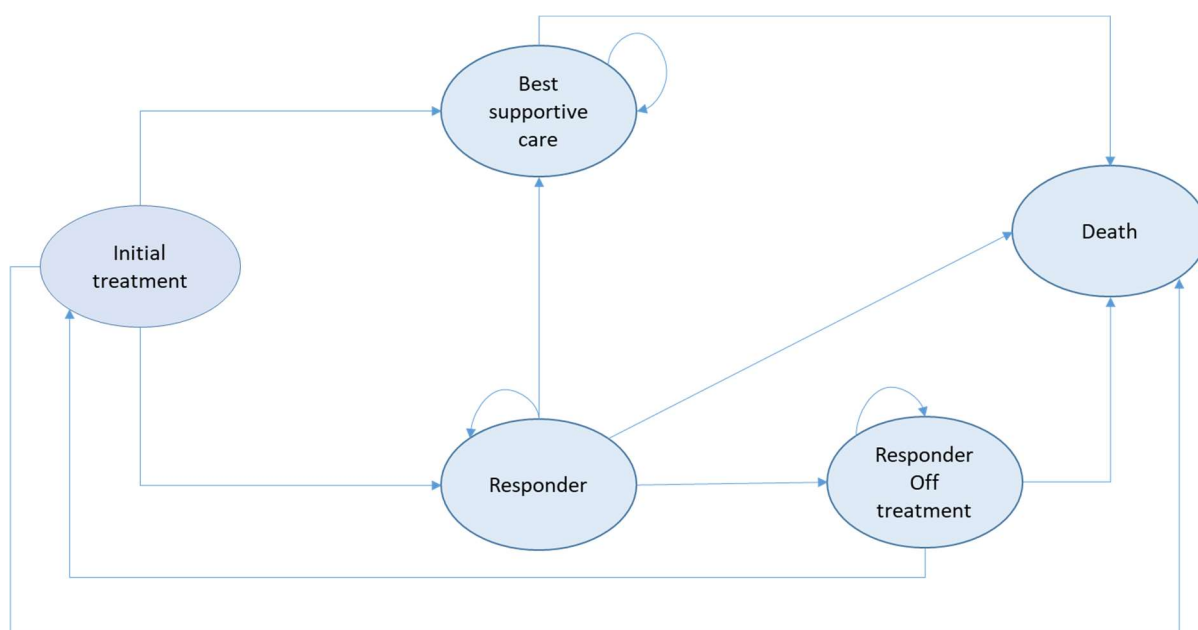 Best
supportive
care
Initial
treatment
Death
Responder
Responder
Off
treatment